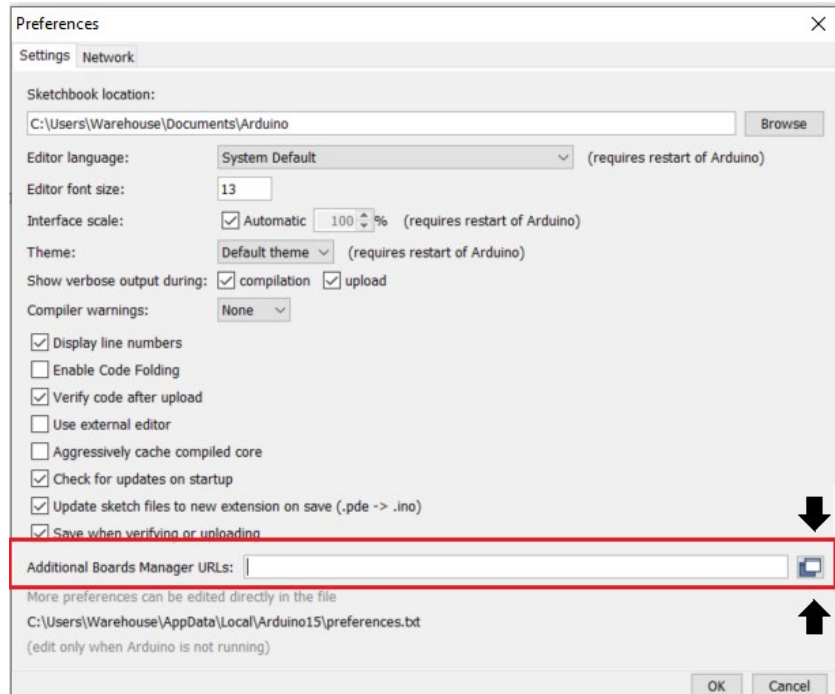 Preferences
Settings Network
Sketchbook location:
C:\Users\Warehouse\Documents\Arduino Browse
Editor language: System Default (requires restart of Arduino)
Editor font size: 13
Interface scale: Automatic 100 % (requires restart of Arduino)
Theme: Default theme (requires restart of Arduino)
Show verbose output during: compilation upload
Compiler warnings: None
Display line numbers
Enable Code Folding
Verify code after upload
Use external editor
Aggressively cache compiled core
Check for updates on startup
Update sketch files to new extension on save (.pde -> .ino)
Save when verifying or uploading
Additional Boards Manager URLs:
More preferences can be edited directly in the file
C:\Users\Warehouse\AppData\Local\Arduino15\preferences.txt
(edit only when Arduino is not running)
OK Cancel